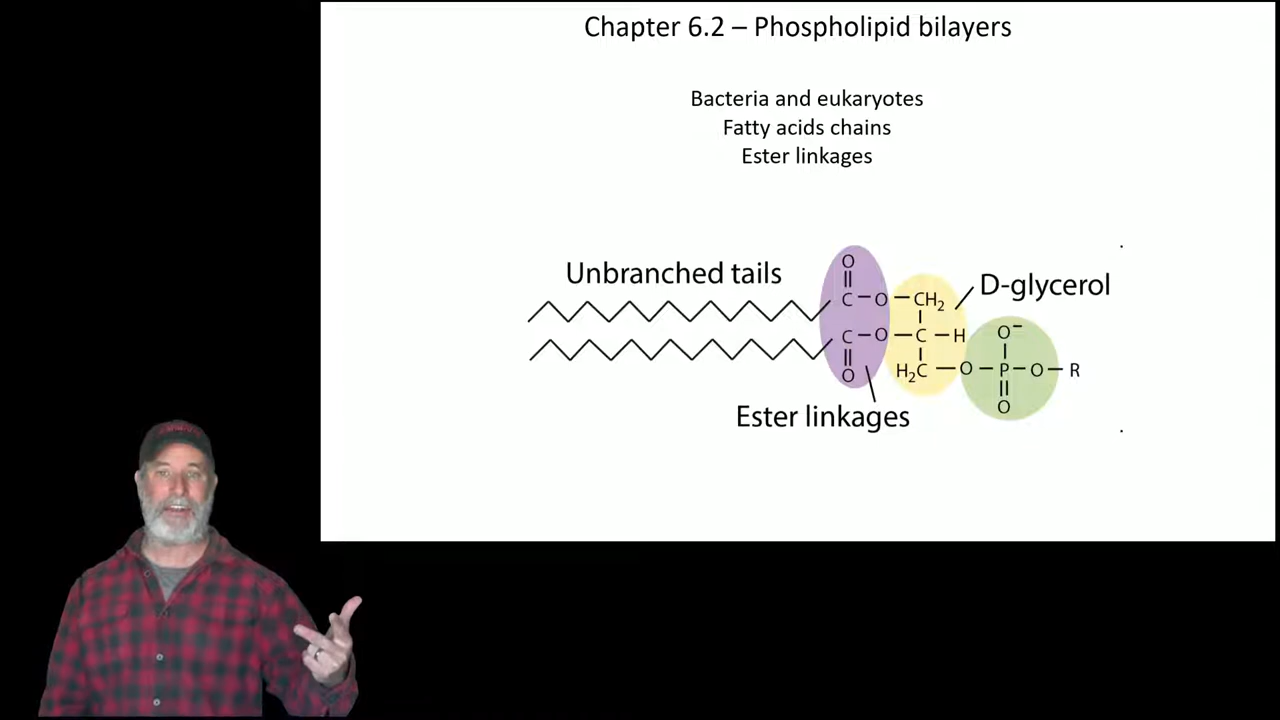 Chapter 6.2 – Phospholipid bilayers
Bacteria and eukaryotes
Fatty acids chains
Ester linkages
Unbranched tails
D-glycerol
O
C – O – CH2
C – O – C – H
O
H2C – O – P – O – R
O⁻
O
Ester linkages